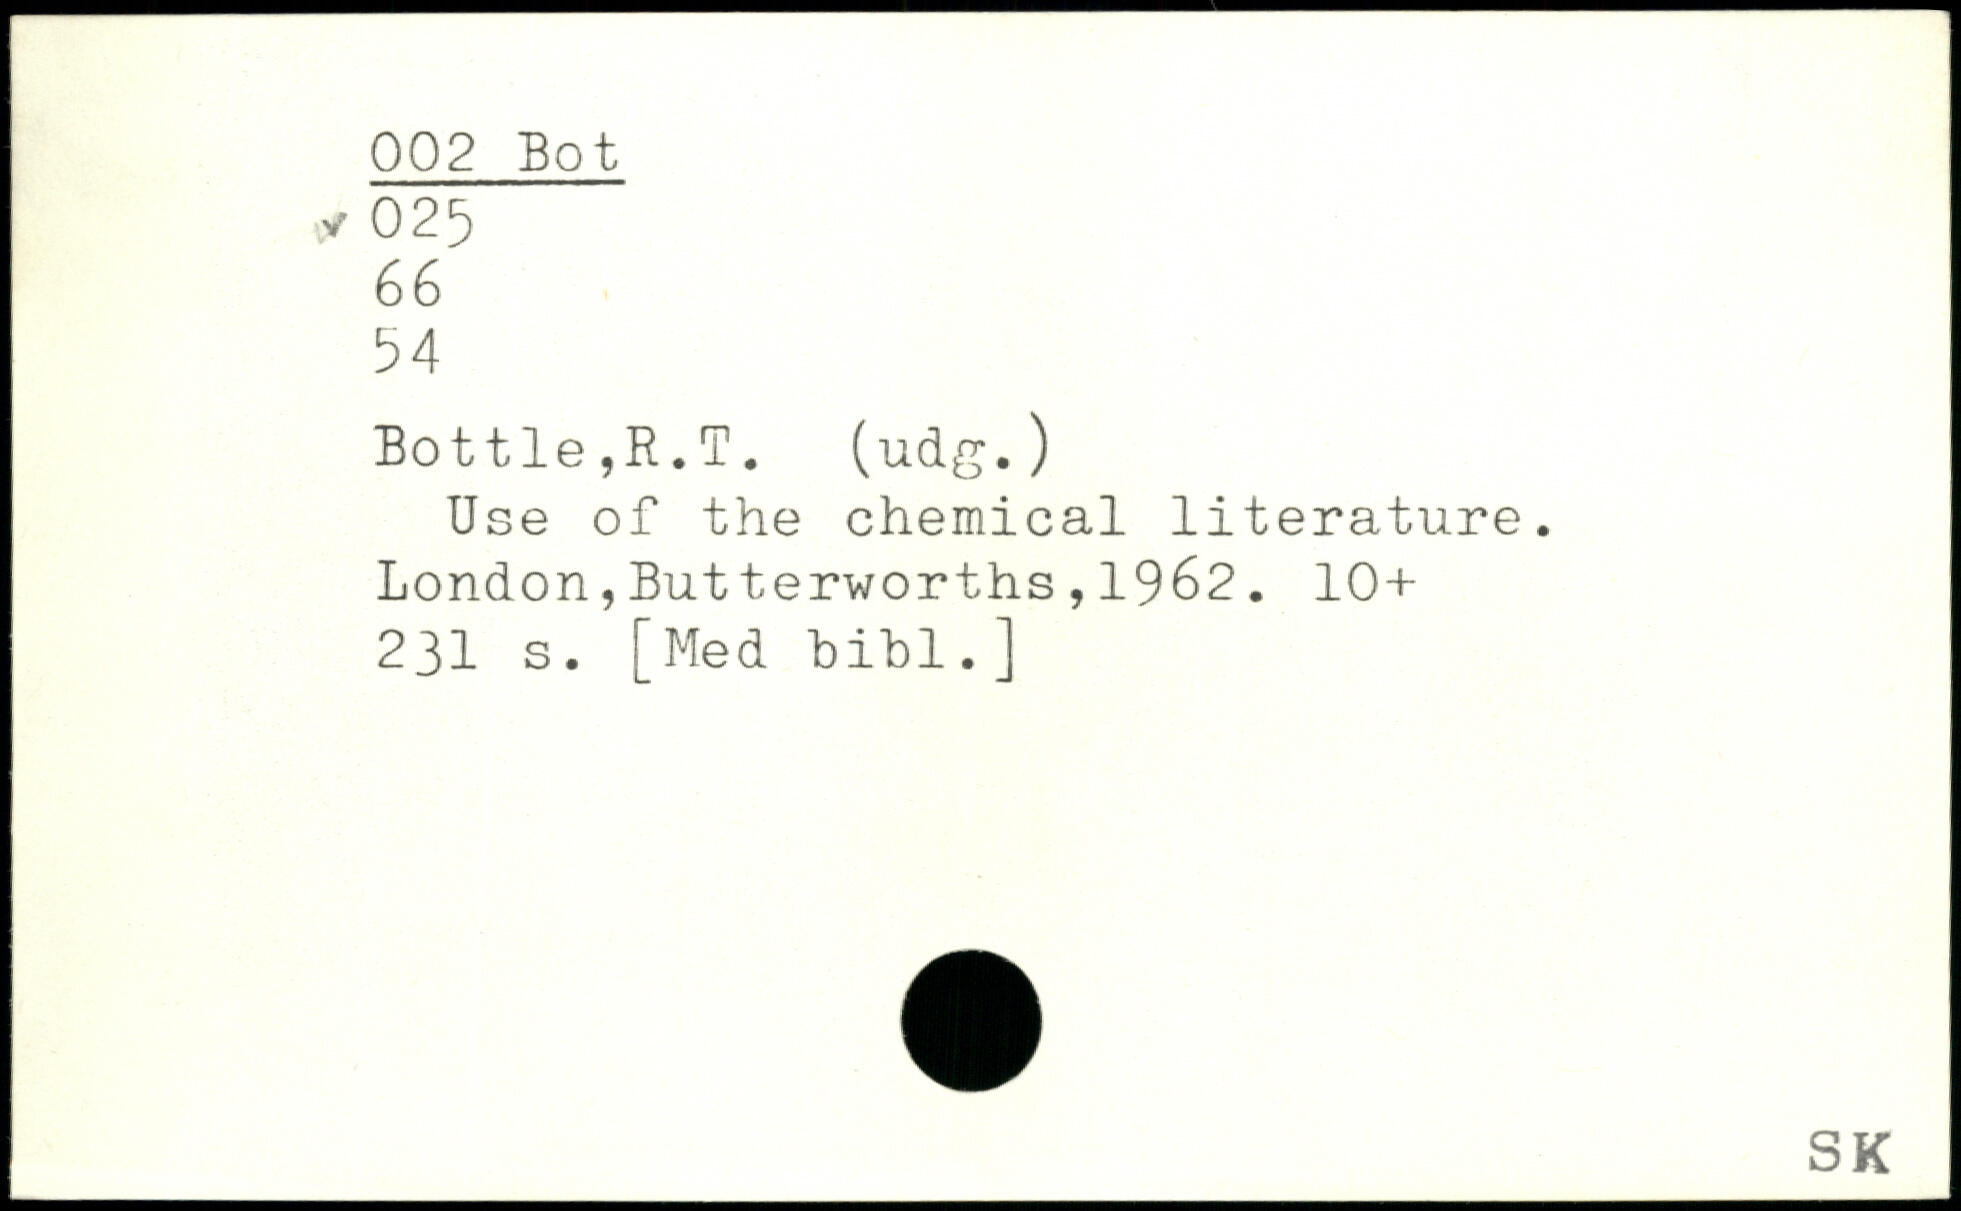 002 Bot
✓ 025
66
54
Bottle,R.T. (udg.)
Use of the chemical literature.
London,Butterworths,1962. 10+
231 s. [Med bibl.]
SK